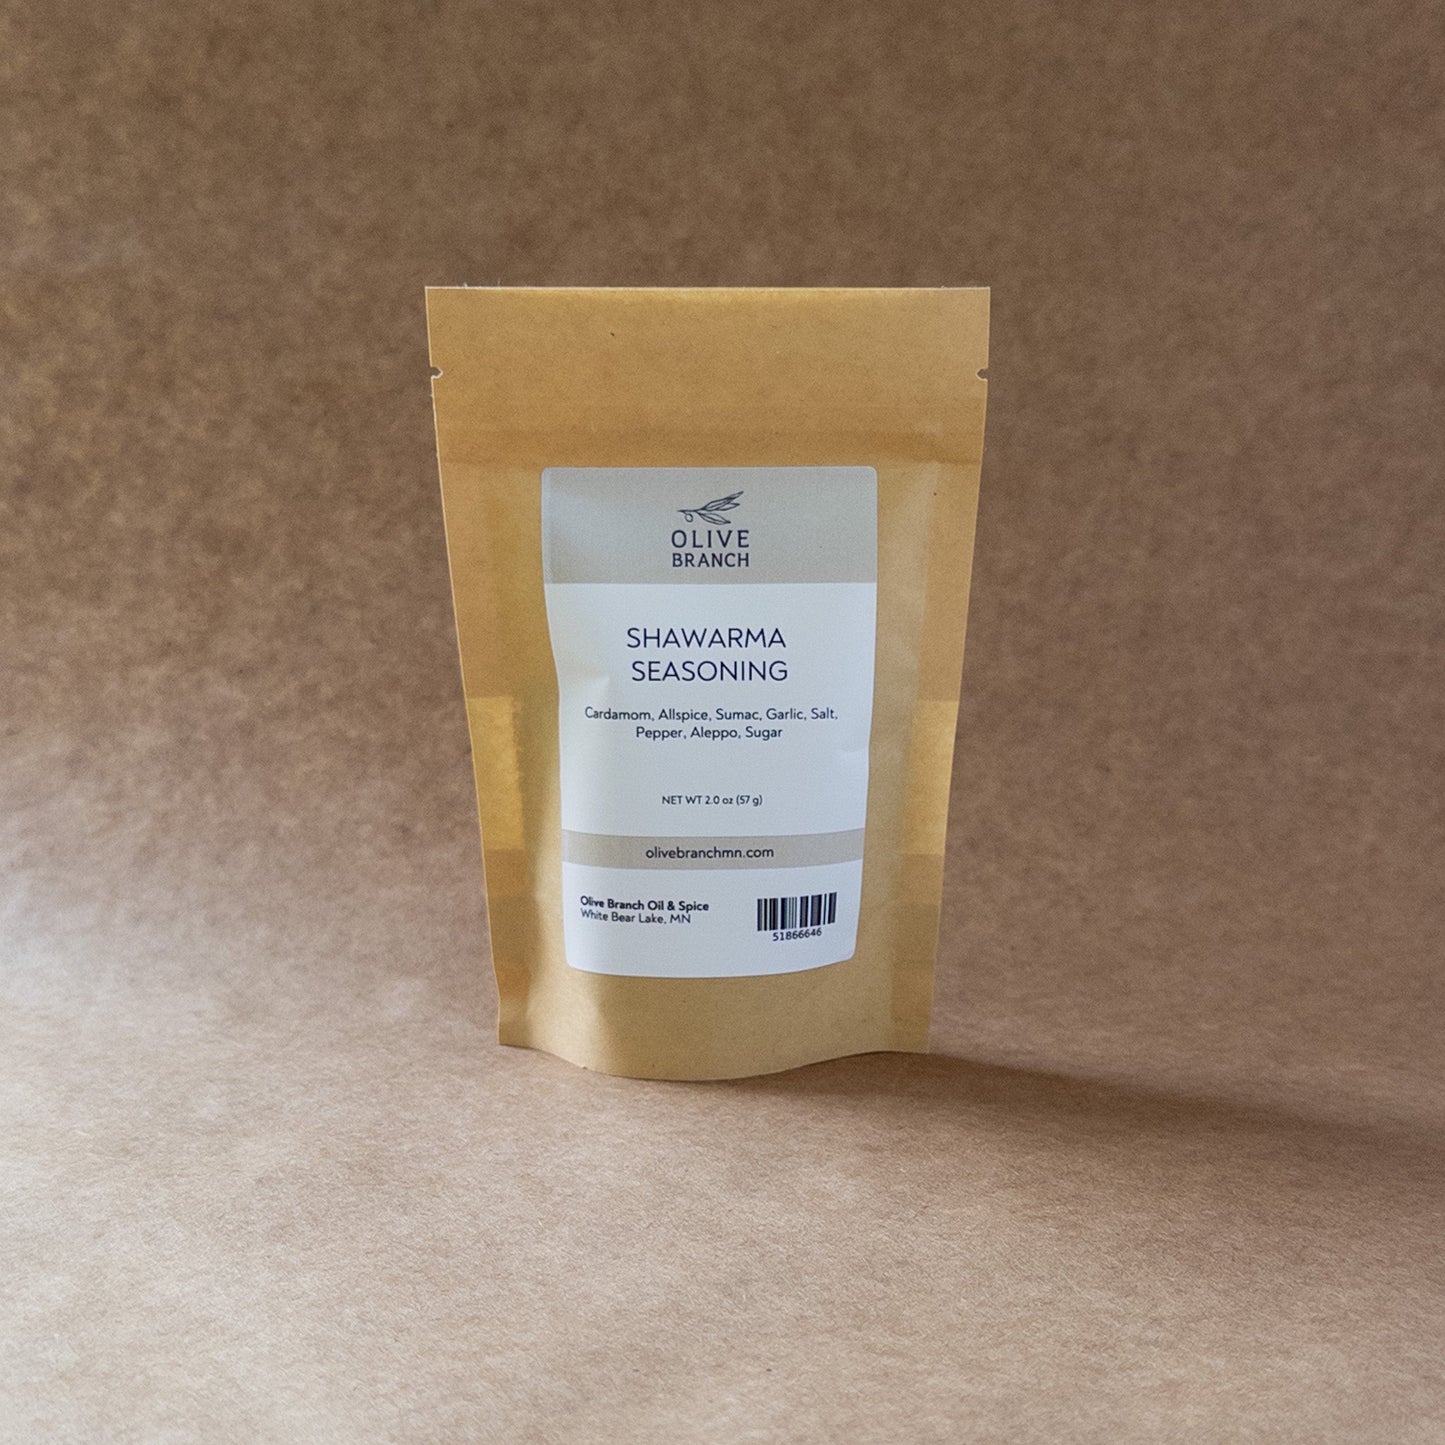 OLIVE
BRANCH
SHAWARMA
SEASONING
Cardamom, Allspice, Sumac, Garlic, Salt,
Pepper, Aleppo, Sugar
NET WT 2.0 oz (57 g)
olivebranchmn.com
Olive Branch Oil & Spice
White Bear Lake, MN
51866646